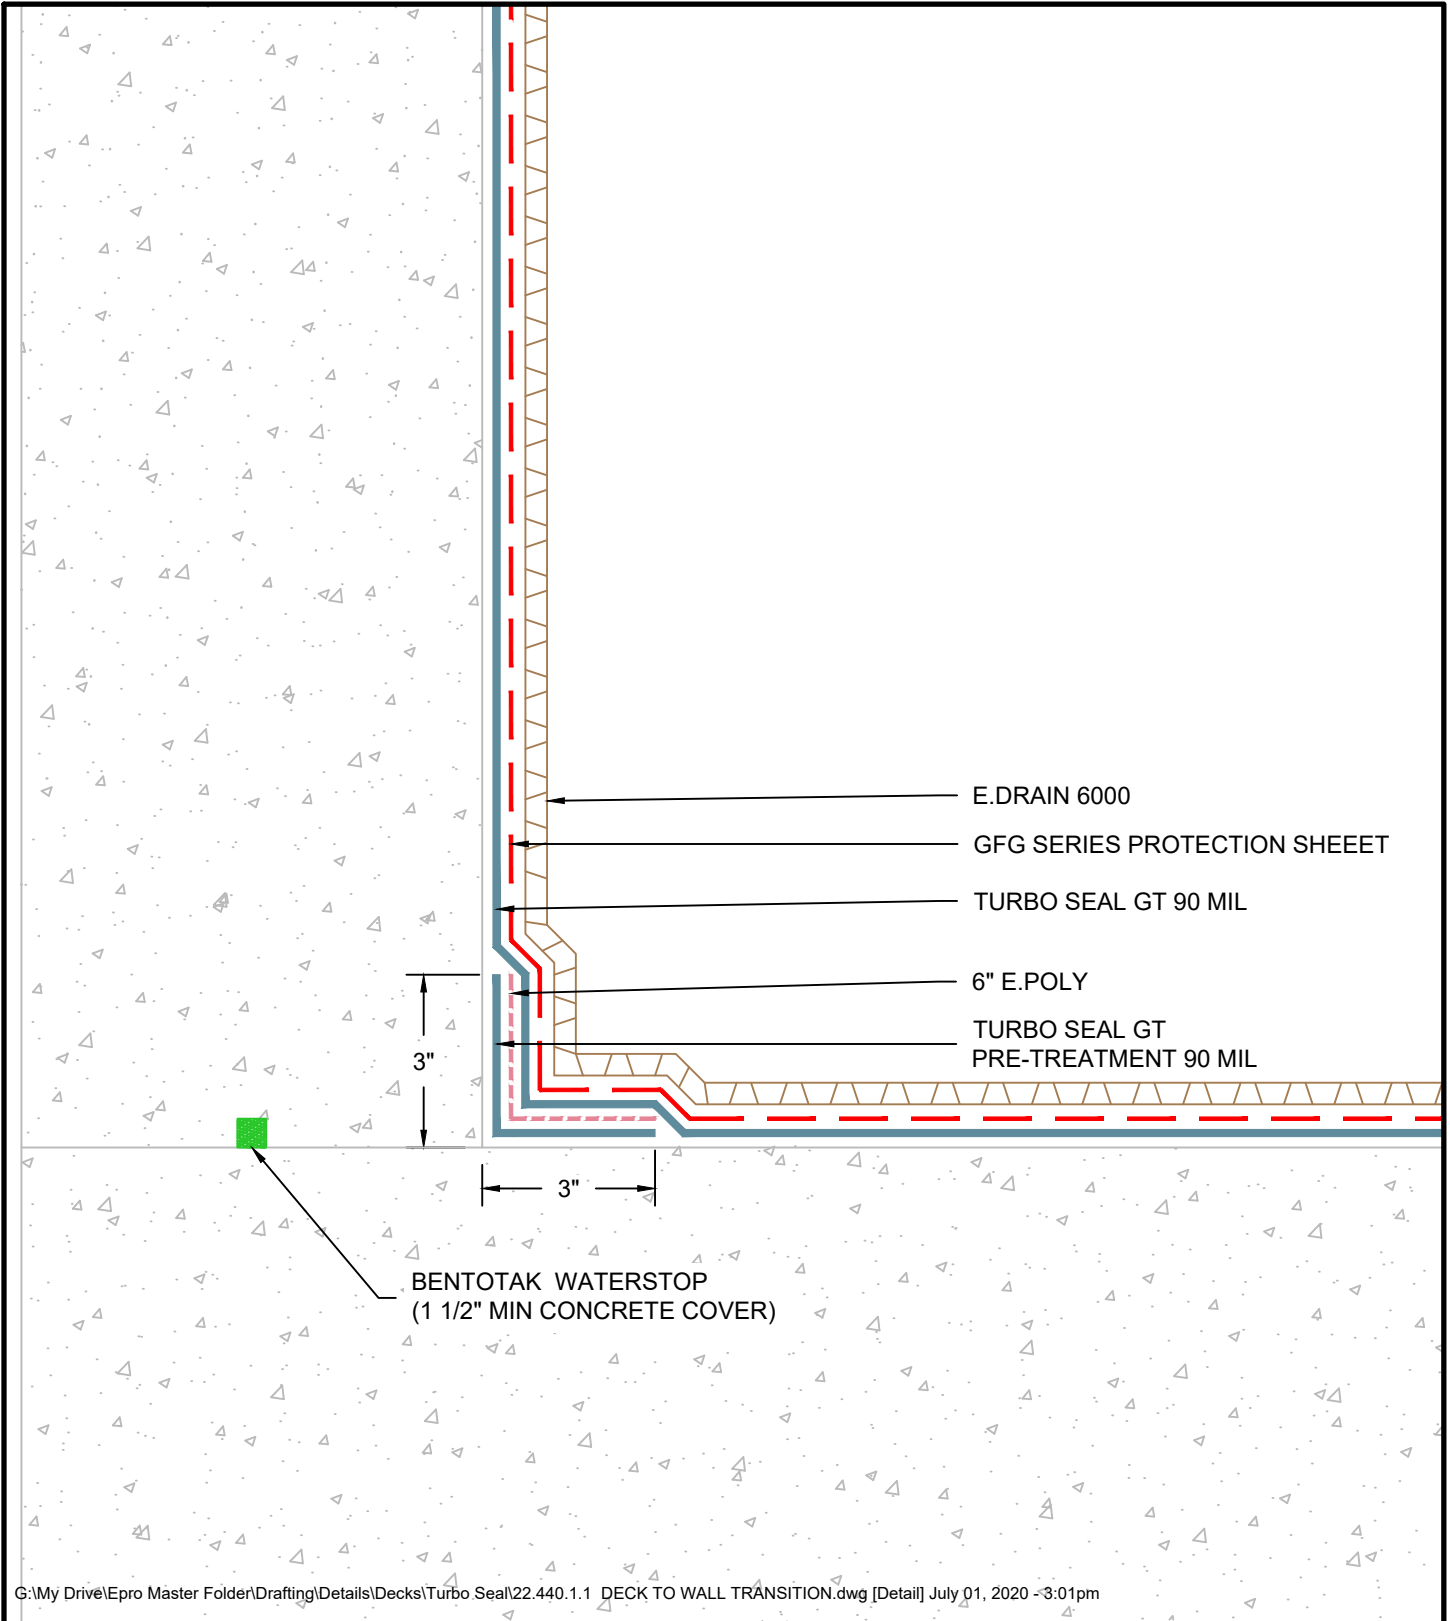 E.DRAIN 6000
GFG SERIES PROTECTION SHEEET
TURBO SEAL GT 90 MIL
6" E.POLY
TURBO SEAL GT
PRE-TREATMENT 90 MIL
3"
3"
BENTOTAK WATERSTOP
(1 1/2" MIN CONCRETE COVER)
G:\My Drive\Epro Master Folder\Drafting\Details\Decks\Turbo Seal\22.440.1.1 DECK TO WALL TRANSITION.dwg [Detail] July 01, 2020 - 3:01pm